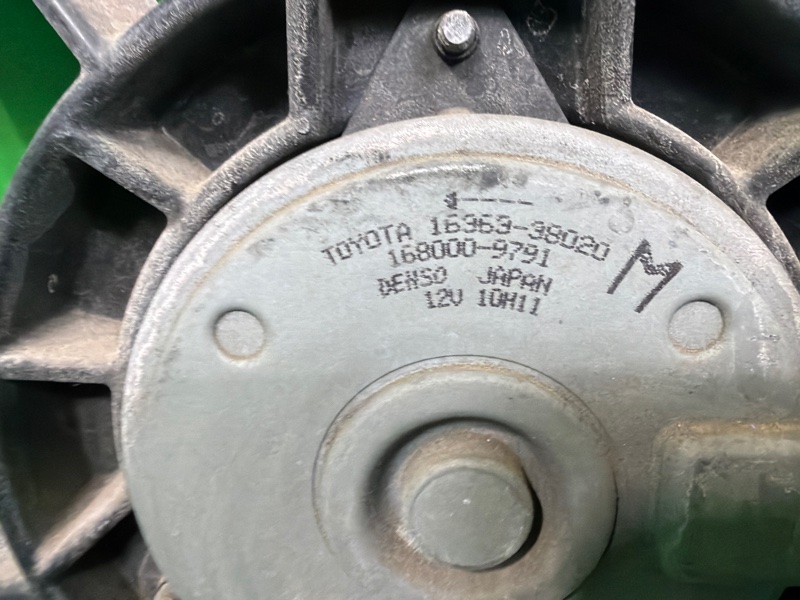 TOYOTA 16363-38020
168000-9791
DENSO JAPAN
12V 10H11
M